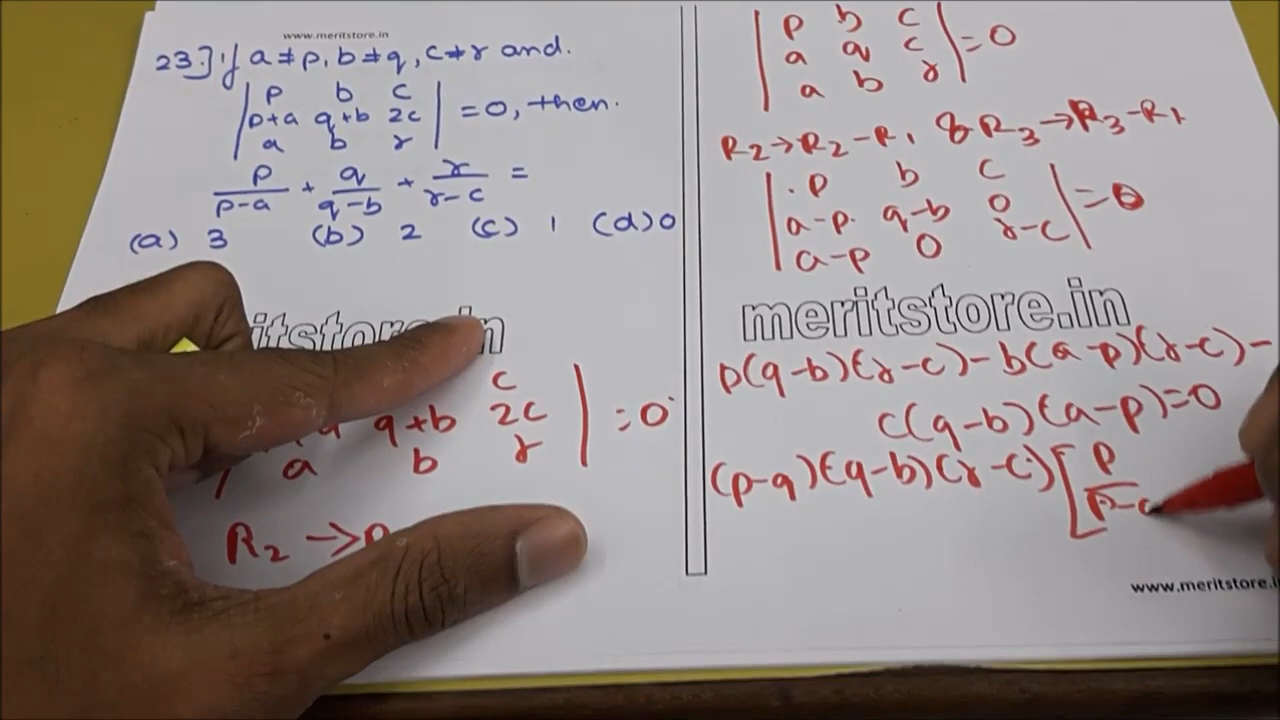 www.meritstore.in
23.] If a ≠ p, b ≠ q, c ≠ r and.
| p b c |
| p+a q+b 2c | = 0, then.
| a b r |
p/(p-a) + q/(q-b) + r/(r-c) =
(a) 3 (b) 2 (c) 1 (d) 0
itstore.in
c
q+b 2c | = 0
a b r
R2 →
| p b c |
| a q c | = 0
| a b r |
R2 → R2 - R1 & R3 → R3 - R1
| p b c |
| a-p q-b 0 | = 0
| a-p 0 r-c |
meritstore.in
p(q-b)(r-c) - b(a-p)(r-c) -
c(q-b)(a-p) = 0
(p-a)(q-b)(r-c) [ p
p-
www.meritstore.i